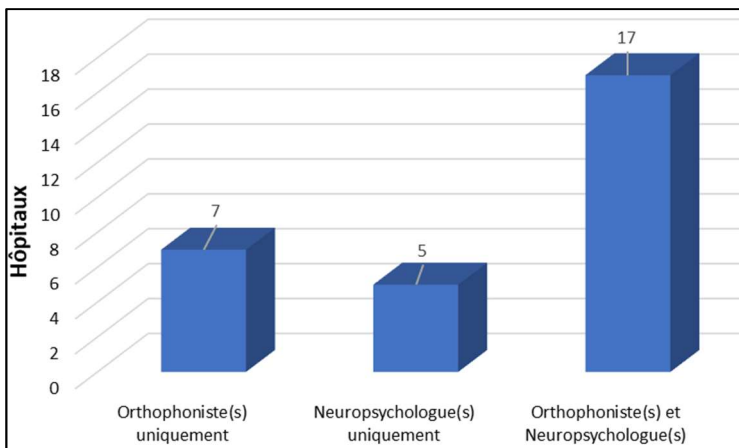 Hôpitaux
18
16
14
12
10
8
6
4
2
0
7
5
17
Orthophoniste(s)
uniquement
Neuropsychologue(s)
uniquement
Orthophoniste(s) et
Neuropsychologue(s)